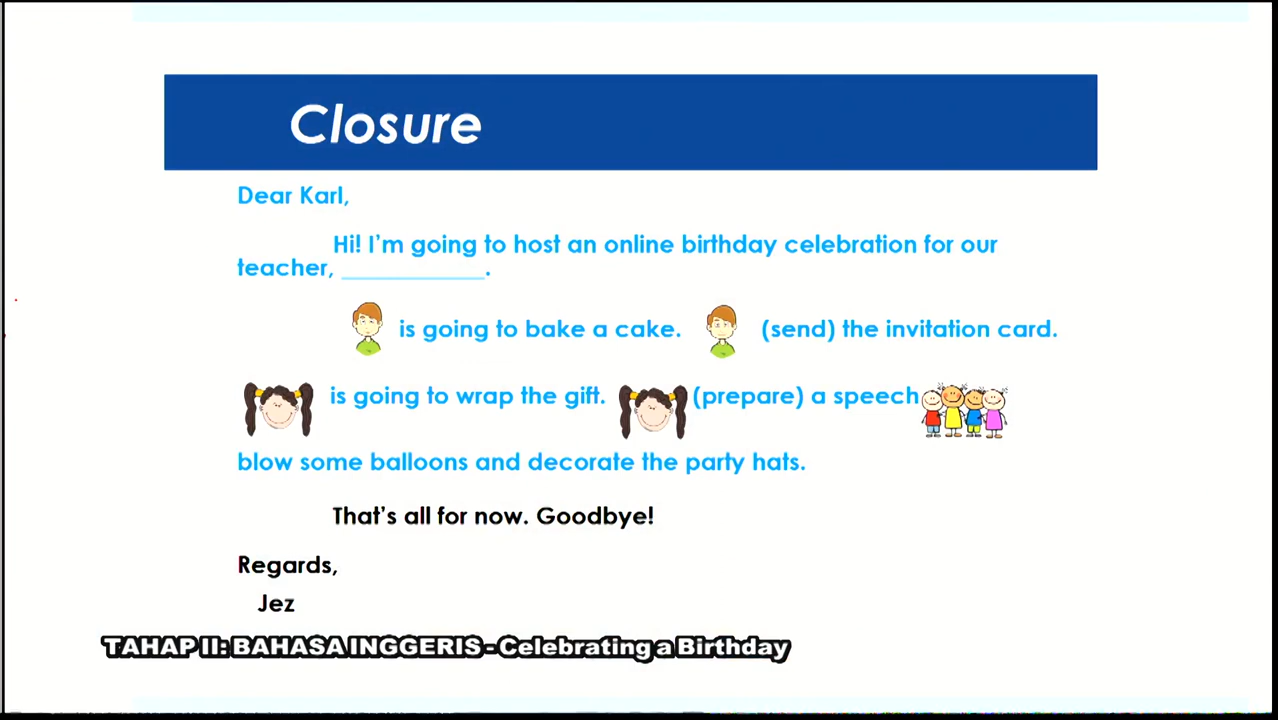 Closure
Dear Karl,
Hi! I'm going to host an online birthday celebration for our
teacher, ____________.
is going to bake a cake. (send) the invitation card.
is going to wrap the gift. (prepare) a speech
blow some balloons and decorate the party hats.
That's all for now. Goodbye!
Regards,
Jez
TAHAP II: BAHASA INGGERIS - Celebrating a Birthday